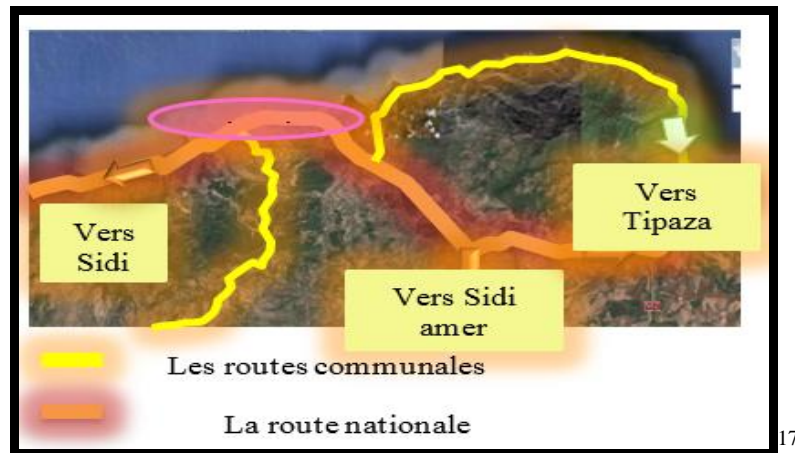 Vers
Sidi
Vers Sidi
amer
Vers
Tipaza
Les routes communales
La route nationale
17